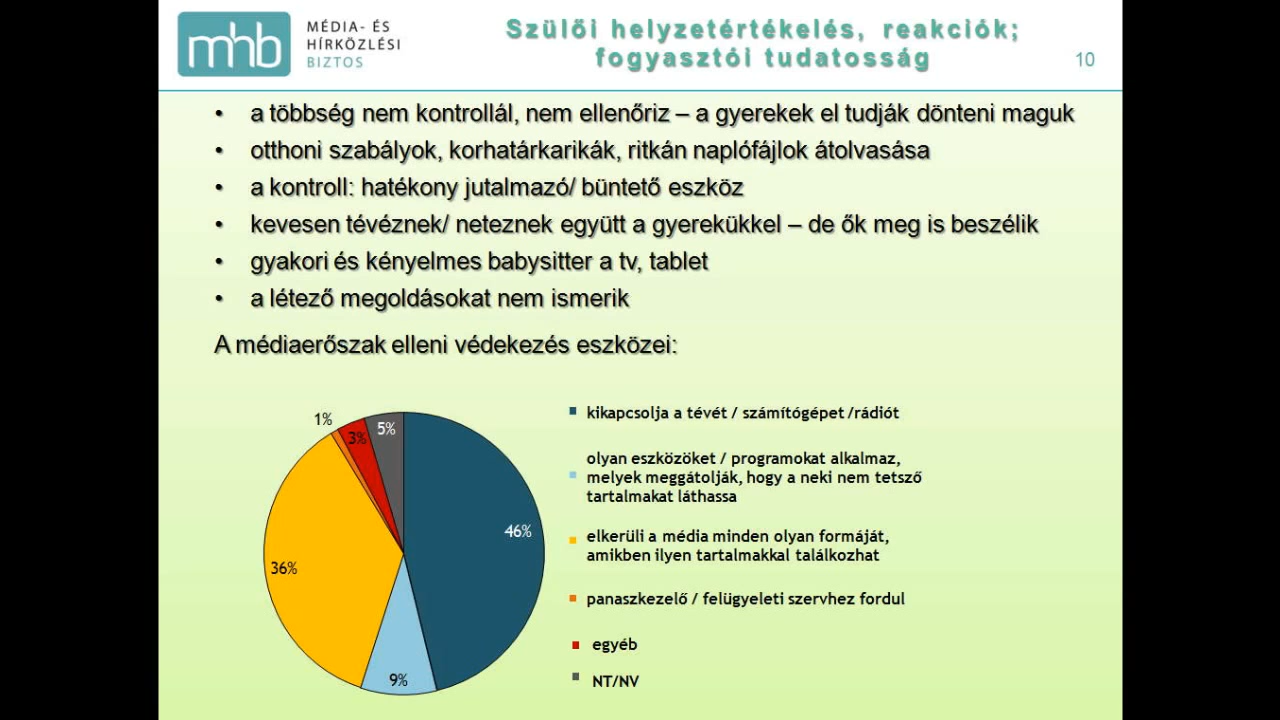 mhb
MÉDIA- ÉS
HÍRKÖZLÉSI
BIZTOS
Szülői helyzetértékelés, reakciók;
fogyasztói tudatosság
10
• a többség nem kontrollál, nem ellenőriz – a gyerekek el tudják dönteni maguk
• otthoni szabályok, korhatárkarikák, ritkán naplófájlok átolvasása
• a kontroll: hatékony jutalmazó/ büntető eszköz
• kevesen tévéznek/ neteznek együtt a gyerekükkel – de ők meg is beszélik
• gyakori és kényelmes babysitter a tv, tablet
• a létező megoldásokat nem ismerik
A médiaerőszak elleni védekezés eszközei:
1%
3%
5%
46%
36%
9%
kikapcsolja a tévét / számítógépet /rádiót
olyan eszközöket / programokat alkalmaz,
melyek meggátolják, hogy a neki nem tetsző
tartalmakat láthassa
elkerüli a média minden olyan formáját,
amikben ilyen tartalmakkal találkozhat
panaszkezelő / felügyeleti szervhez fordul
egyéb
NT/NV